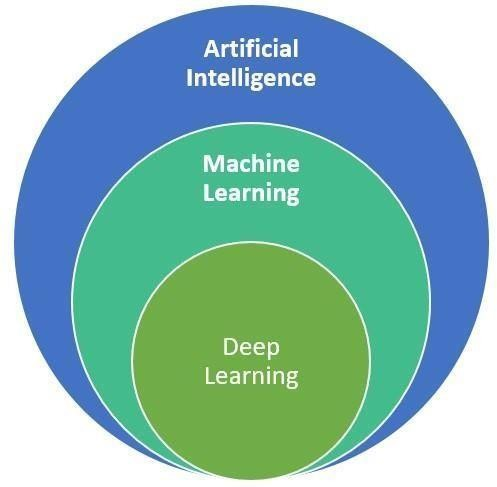 Artificial
Intelligence
Machine
Learning
Deep
Learning